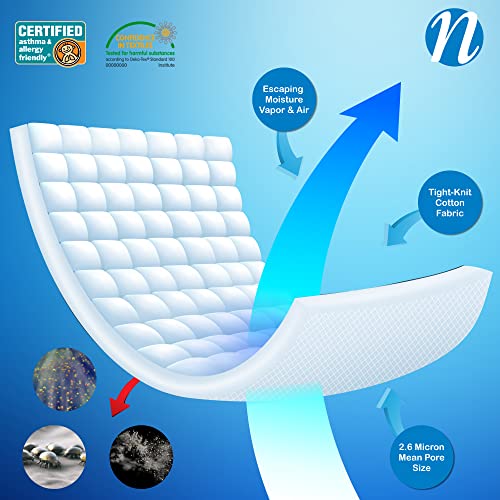 CERTIFIED
asthma &
allergy
friendly®
CONFIDENCE
IN TEXTILES
Tested for harmful substances
according to Oeko-Tex® Standard 100
00000000 Institute
n
Escaping
Moisture
Vapor & Air
Tight-Knit
Cotton
Fabric
2.6 Micron
Mean Pore
Size